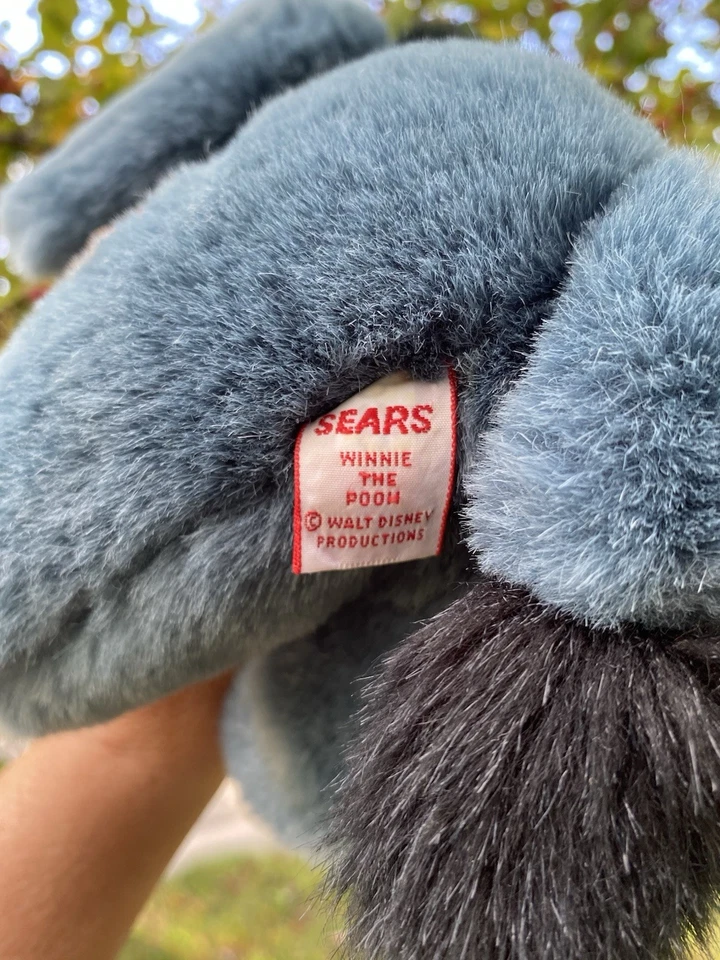 SEARS
WINNIE
THE
POOH
© WALT DISNEY
PRODUCTIONS